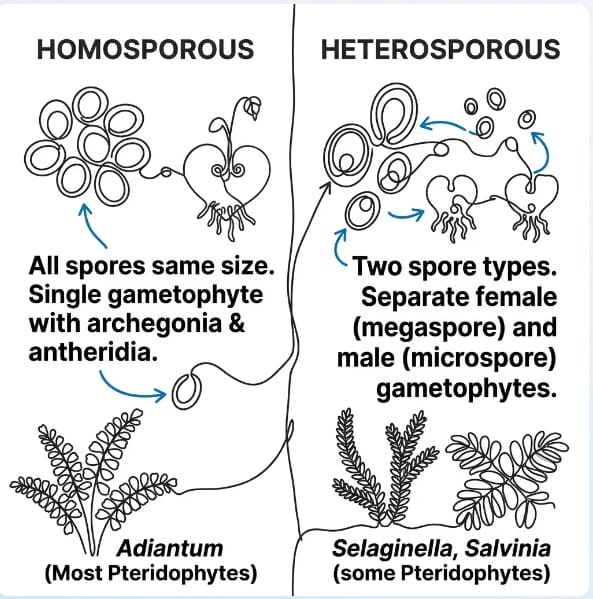 HOMOSPOROUS
All spores same size.
Single gametophyte
with archegonia &
antheridia.
Adiantum
(Most Pteridophytes)
HETEROSPOROUS
Two spore types.
Separate female
(megaspore) and
male (microspore)
gametophytes.
Selaginella, Salvinia
(some Pteridophytes)